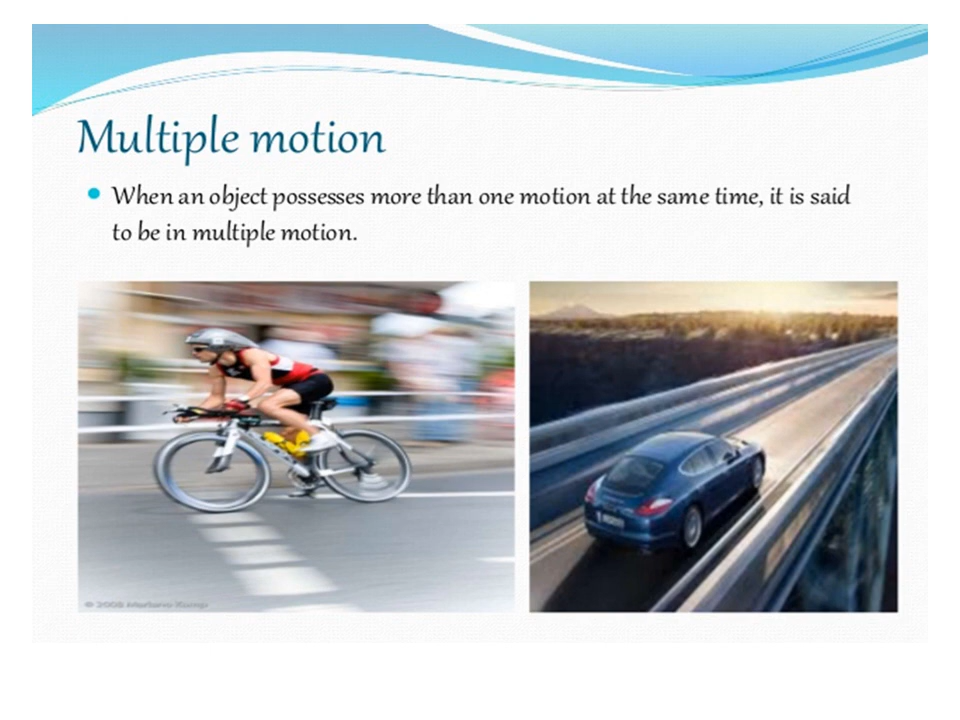 Multiple motion
When an object possesses more than one motion at the same time, it is said
to be in multiple motion.
© 2008